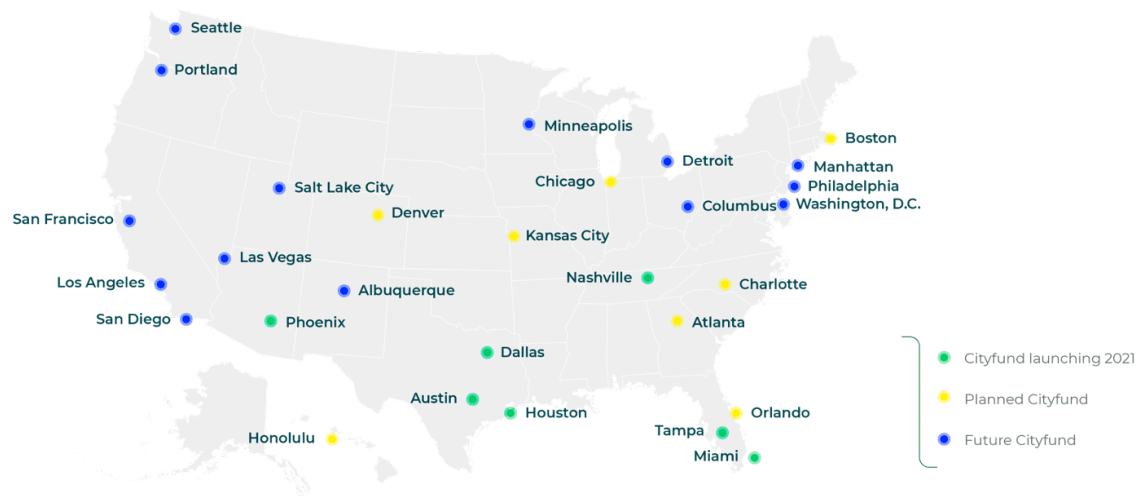 Seattle
Portland
Minneapolis
Boston
Detroit
Manhattan
Chicago
Salt Lake City
Philadelphia
Columbus
Washington, D.C.
Denver
San Francisco
Kansas City
Las Vegas
Nashville
Los Angeles
Charlotte
Albuquerque
San Diego
Phoenix
Atlanta
Dallas
Cityfund launching 2021
Austin
Planned Cityfund
Houston
Orlando
Tampa
Honolulu
Future Cityfund
Miami